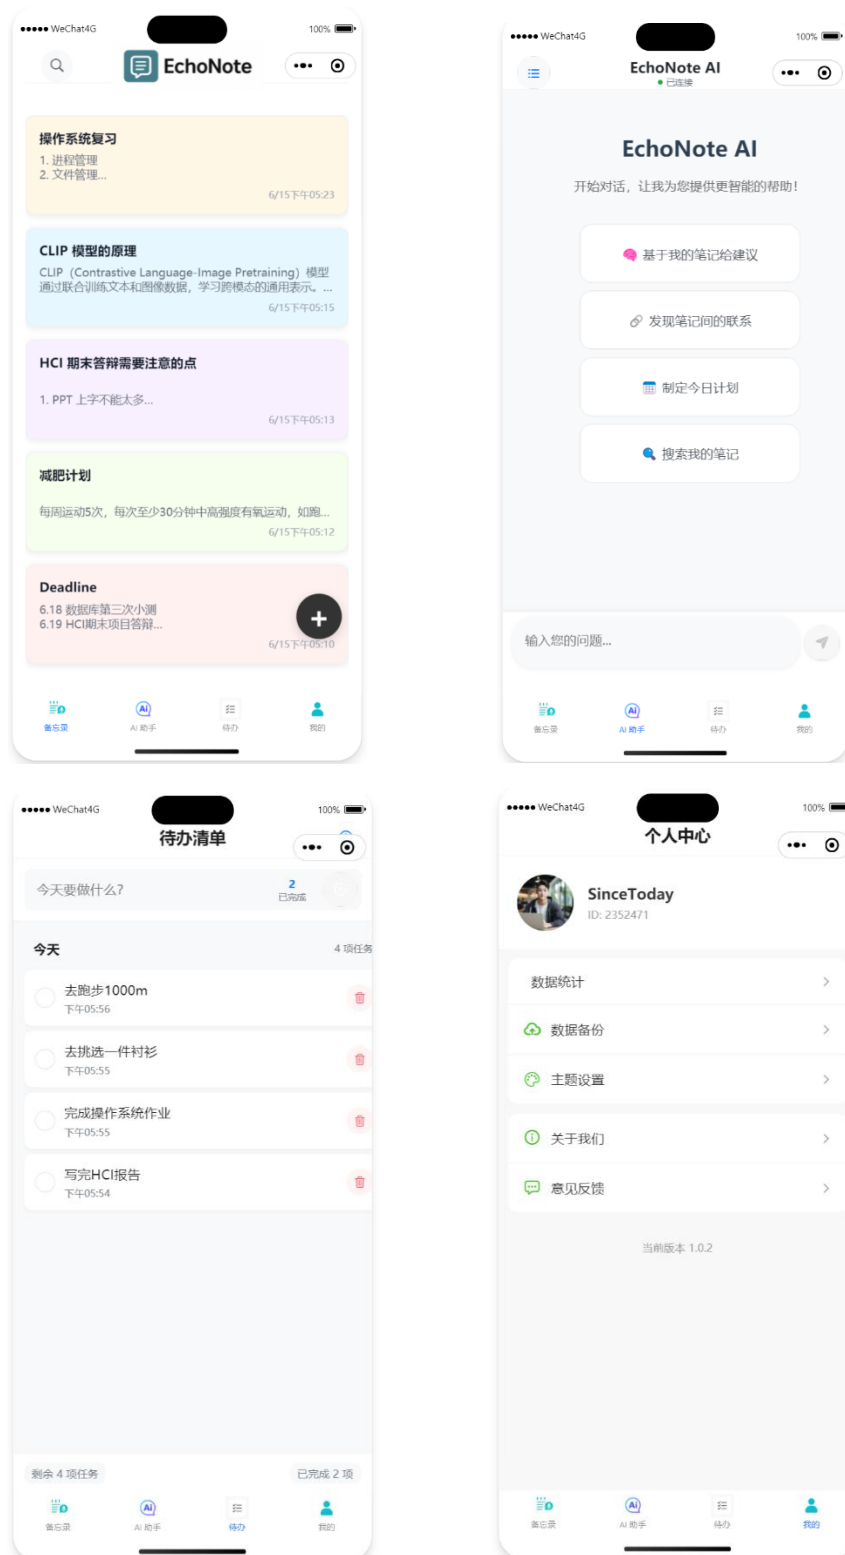 WeChat4G
100%
EchoNote
操作系统复习
1. 进程管理
2. 文件管理...
6/15下午05:23
CLIP 模型的原理
CLIP（Contrastive Language-Image Pretraining）模型
通过联合训练文本和图像数据，学习跨模态的通用表示。...
6/15下午05:15
HCI 期末答辩需要注意的点
1. PPT 上字不能太多...
6/15下午05:13
减肥计划
每周运动5次，每次至少30分钟中高强度有氧运动，如跑...
6/15下午05:12
Deadline
6.18 数据库第三次小测
6.19 HCI期末项目答辩...
6/15下午05:10
+
备忘录
AI 助手
待办
我的
WeChat4G
100%
EchoNote AI
已连接
EchoNote AI
开始对话，让我为您提供更智能的帮助！
基于我的笔记给建议
发现笔记间的联系
制定今日计划
搜索我的笔记
输入您的问题...
备忘录
AI 助手
待办
我的
WeChat4G
100%
待办清单
今天要做什么?
2
已完成
今天
4 项任务
去跑步1000m
下午05:56
去挑选一件衬衫
下午05:55
完成操作系统作业
下午05:55
写完HCI报告
下午05:54
剩余 4 项任务
已完成 2 项
备忘录
AI 助手
待办
我的
WeChat4G
100%
个人中心
SinceToday
ID: 2352471
数据统计
数据备份
主题设置
关于我们
意见反馈
当前版本 1.0.2
备忘录
AI 助手
待办
我的